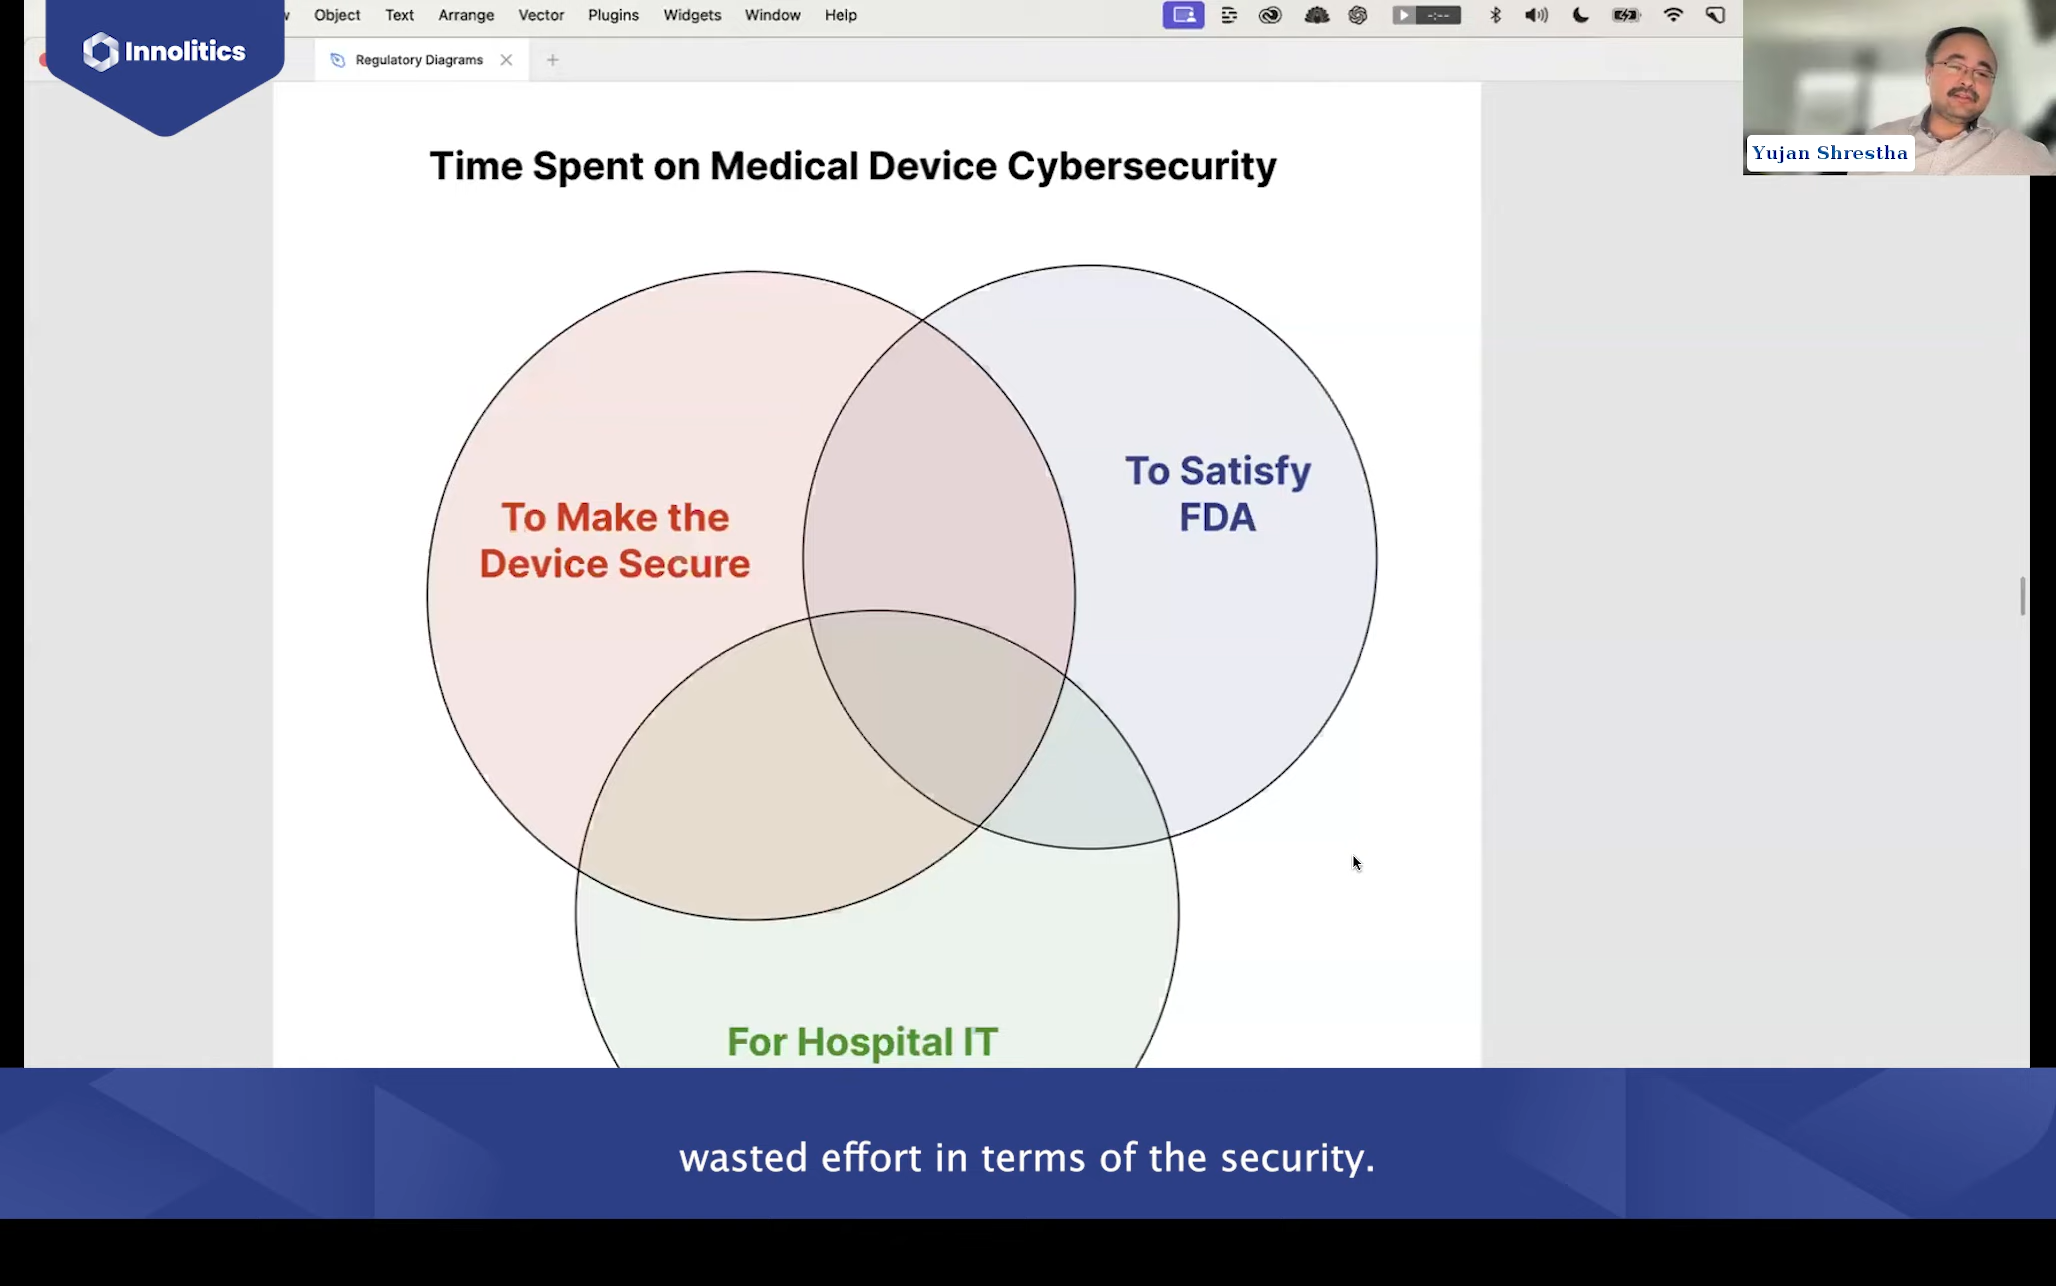 Innolitics
Object Text Arrange Vector Plugins Widgets Window Help
Regulatory Diagrams
Yujan Shrestha
Time Spent on Medical Device Cybersecurity
To Satisfy
FDA
To Make the
Device Secure
For Hospital IT
wasted effort in terms of the security.